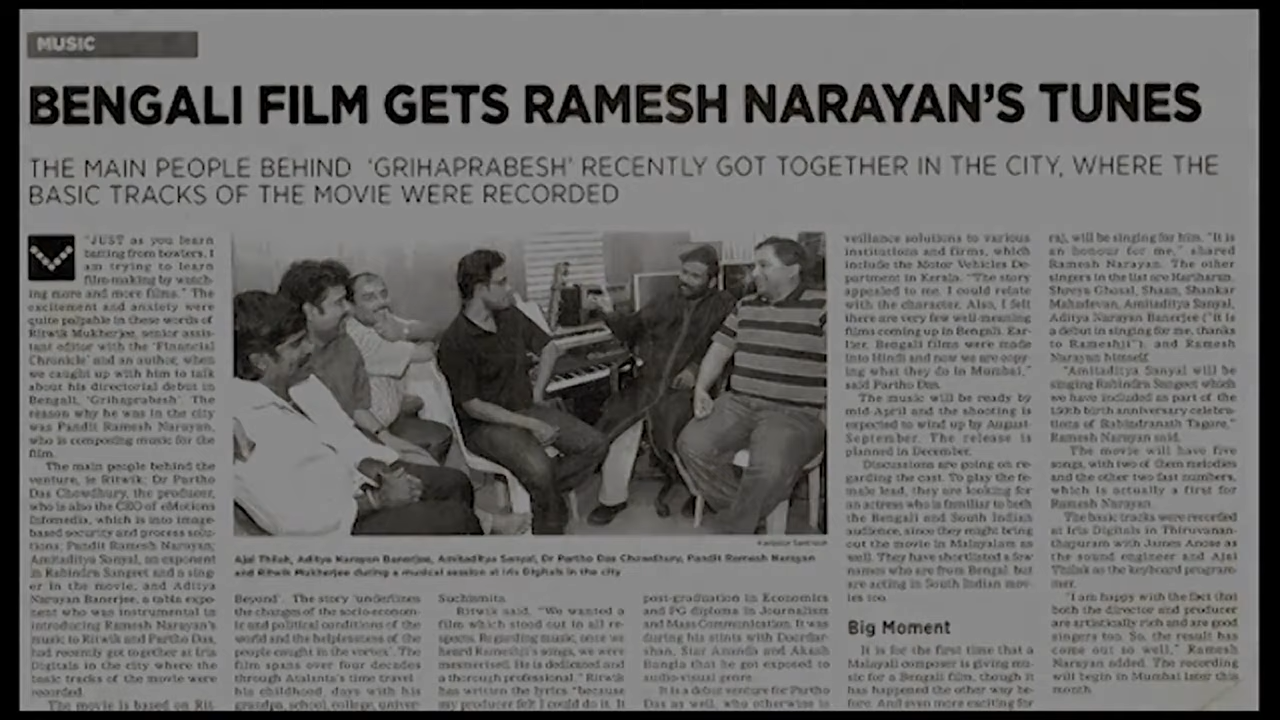 MUSIC
BENGALI FILM GETS RAMESH NARAYAN'S TUNES
THE MAIN PEOPLE BEHIND 'GRIHAPRABESH' RECENTLY GOT TOGETHER IN THE CITY, WHERE THE
BASIC TRACKS OF THE MOVIE WERE RECORDED
"JUST as you learn
batting from bowlers, I
am trying to learn
film-making by watch-
ing more and more films." The
excitement and anxiety were
quite palpable in these words of
Ritwik Mukherjee, senior assis-
tant editor with the 'Financial
Chronicle' and an author, when
we caught up with him to talk
about his directorial debut in
Bengali, 'Grihaprabesh'. The
reason why he was in the city
was Pandit Ramesh Narayan,
who is composing music for the
film.
The main people behind the
venture, ie Ritwik; Dr Partho
Das Chowdhury, the producer,
who is also the CEO of eMotions
Infomedia, which is into image-
based security and process solu-
tions; Pandit Ramesh Narayan;
Amitaditya Sanyal, an exponent
in Rabindra Sangeet and a sing-
er in the movie; and Aditya
Narayan Banerjee, a tabla expo-
nent who was instrumental in
introducing Ramesh Narayan's
music to Ritwik and Partho Das,
had recently got together at Iris
Digitals in the city where the
basic tracks of the movie were
recorded.
The movie is based on Rit-
Ajai Thilak, Aditya Narayan Banerjee, Amitaditya Sanyal, Dr Partho Das Chowdhury, Pandit Ramesh Narayan
and Ritwik Mukherjee during a musical session at Iris Digitals in the city
Beyond'. The story 'underlines
the changes of the socio-econom-
ic and political conditions of the
world and the helplessness of the
people caught in the vortex'. The
film spans over four decades
through Atalanta's time travel -
his childhood days with his
grandpa, school, college, univer-
Suchismita.
Ritwik said, "We wanted a
film which stood out in all re-
spects. Regarding music, once we
heard Rameshji's songs, we were
mesmerised. He is dedicated and
a thorough professional." Ritwik
has written the lyrics "because
my producer felt I could do it. It
post-graduation in Economics
and PG diploma in Journalism
and Mass Communication. It was
during his stints with Doordar-
shan, Star Ananda and Akash
Bangla that he got exposed to
audio-visual genre.
It is a debut venture for Partho
Das as well, who otherwise is
veillance solutions to various
institutions and firms, which
include the Motor Vehicles De-
partment in Kerala. "The story
appealed to me. I could relate
with the character. Also, I felt
there are very few well-meaning
films coming up in Bengali. Ear-
lier, Bengali films were made
into Hindi and now we are copy-
ing what they do in Mumbai,"
said Partho Das.
The music will be ready by
mid-April and the shooting is
expected to wind up by August-
September. The release is
planned in December.
Discussions are going on re-
garding the cast. To play the fe-
male lead, they are looking for
an actress who is familiar to both
the Bengali and South Indian
audience, since they might bring
out the movie in Malayalam as
well. They have shortlisted a few
names who are from Bengal but
are acting in South Indian mov-
ies too.
Big Moment
It is for the first time that a
Malayali composer is giving mu-
sic for a Bengali film, though it
has happened the other way be-
fore. And even more exciting for
raj, will be singing for him. "It is
an honour for me," shared
Ramesh Narayan. The other
singers in the list are Hariharan,
Shreya Ghosal, Shaan, Shankar
Mahadevan, Amitaditya Sanyal,
Aditya Narayan Banerjee ("It is
a debut in singing for me, thanks
to Rameshji"), and Ramesh
Narayan himself.
"Amitaditya Sanyal will be
singing Rabindra Sangeet which
we have included as part of the
150th birth anniversary celebra-
tions of Rabindranath Tagore,"
Ramesh Narayan said.
The movie will have five
songs, with two of them melodies
and the other two fast numbers,
which is actually a first for
Ramesh Narayan.
The basic tracks were recorded
at Iris Digitals in Thiruvanan-
thapuram with James Anose as
the sound engineer and Ajai
Thilak as the keyboard program-
mer.
"I am happy with the fact that
both the director and producer
are artistically rich and are good
singers too. So, the result has
come out so well," Ramesh
Narayan added. The recording
will begin in Mumbai later this
month.